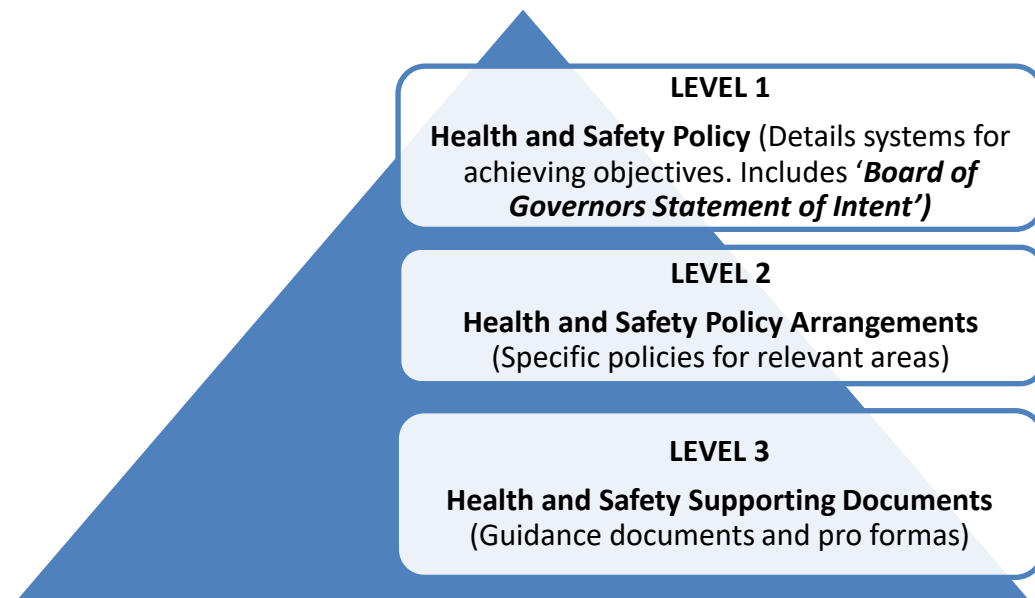 LEVEL 1
Health and Safety Policy (Details systems for
achieving objectives. Includes ‘Board of
Governors Statement of Intent’)
LEVEL 2
Health and Safety Policy Arrangements
(Specific policies for relevant areas)
LEVEL 3
Health and Safety Supporting Documents
(Guidance documents and pro formas)